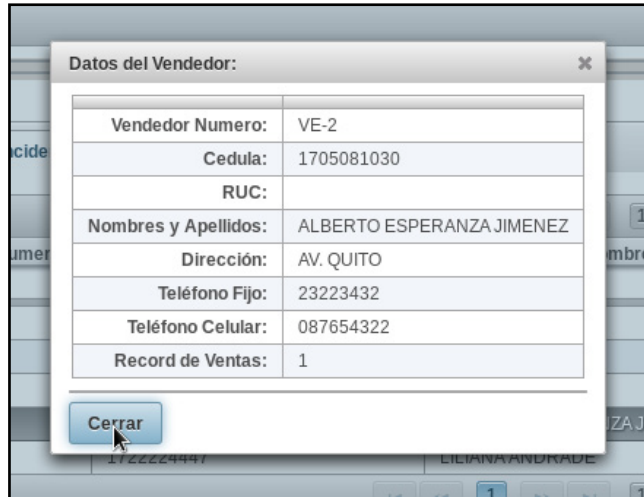 Datos del Vendedor:
Vendedor Numero: VE-2
Cedula: 1705081030
RUC:
Nombres y Apellidos: ALBERTO ESPERANZA JIMENEZ
Dirección: AV. QUITO
Teléfono Fijo: 23223432
Teléfono Celular: 087654322
Record de Ventas: 1
Cerrar
1722224447 LILIANA ANDRADE
1